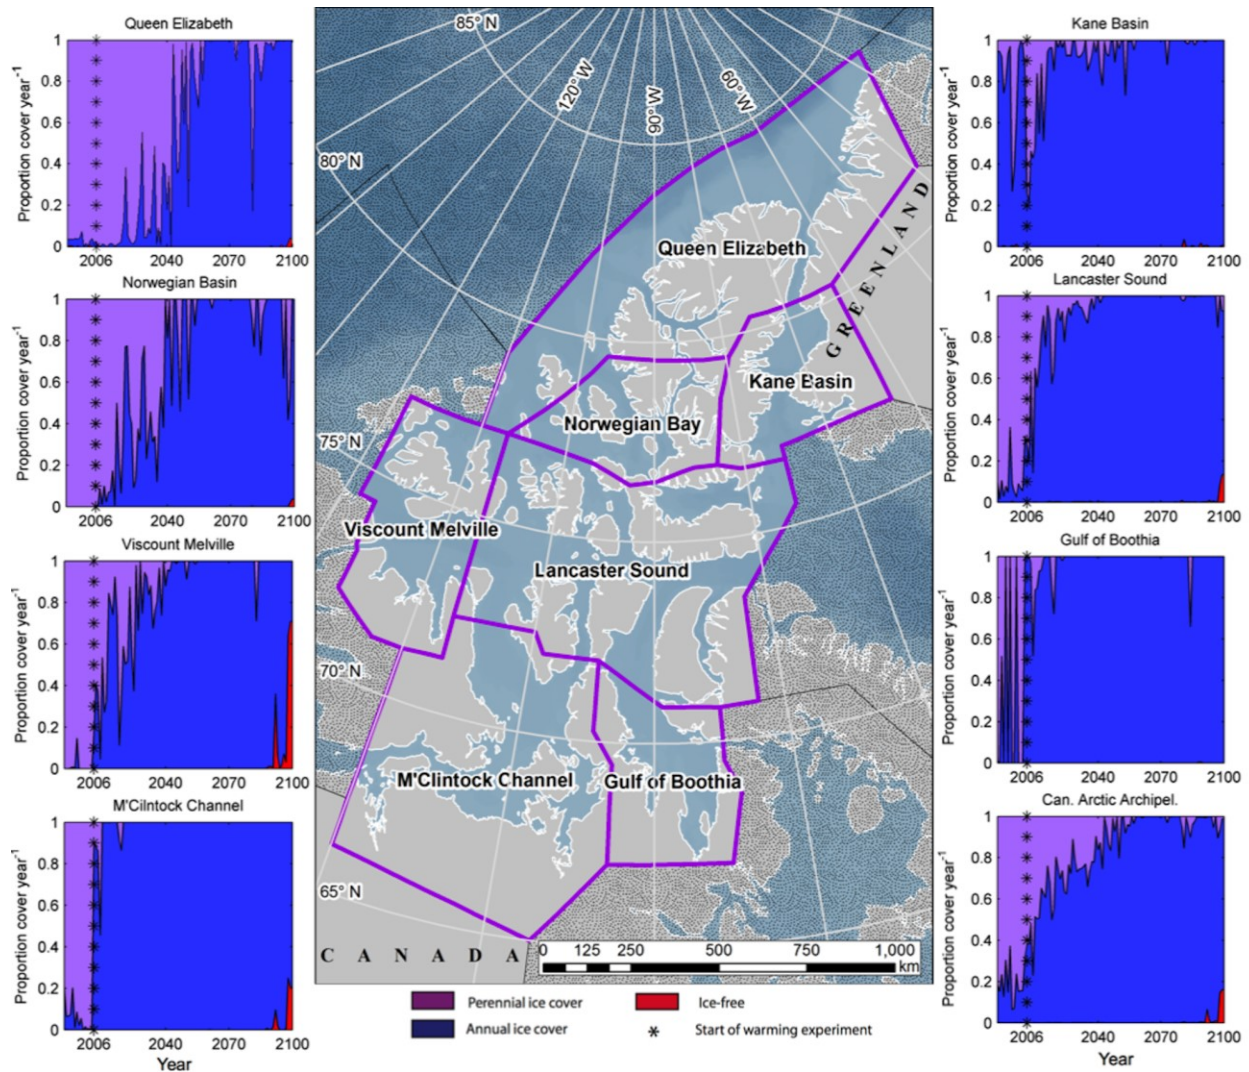 Queen Elizabeth
Proportion cover year-1
1
0.8
0.6
0.4
0.2
0
2006 2040 2070 2100
Norwegian Basin
Proportion cover year-1
1
0.8
0.6
0.4
0.2
0
2006 2040 2070 2100
Viscount Melville
Proportion cover year-1
1
0.8
0.6
0.4
0.2
0
2006 2040 2070 2100
M'Cilntock Channel
Proportion cover year-1
1
0.8
0.6
0.4
0.2
0
2006 2040 2070 2100
Year
85° N
80° N
75° N
70° N
65° N
120° W
90° W
60° W
Queen Elizabeth
GREENLAND
Kane Basin
Norwegian Bay
Viscount Melville
Lancaster Sound
M'Clintock Channel
Gulf of Boothia
CANADA
0 125 250 500 750 1,000
km
Perennial ice cover
Ice-free
Annual ice cover
* Start of warming experiment
Kane Basin
Proportion cover year-1
1
0.8
0.6
0.4
0.2
0
2006 2040 2070 2100
Lancaster Sound
Proportion cover year-1
1
0.8
0.6
0.4
0.2
0
2006 2040 2070 2100
Gulf of Boothia
Proportion cover year-1
1
0.8
0.6
0.4
0.2
0
2006 2040 2070 2100
Can. Arctic Archipel.
Proportion cover year-1
1
0.8
0.6
0.4
0.2
0
2006 2040 2070 2100
Year